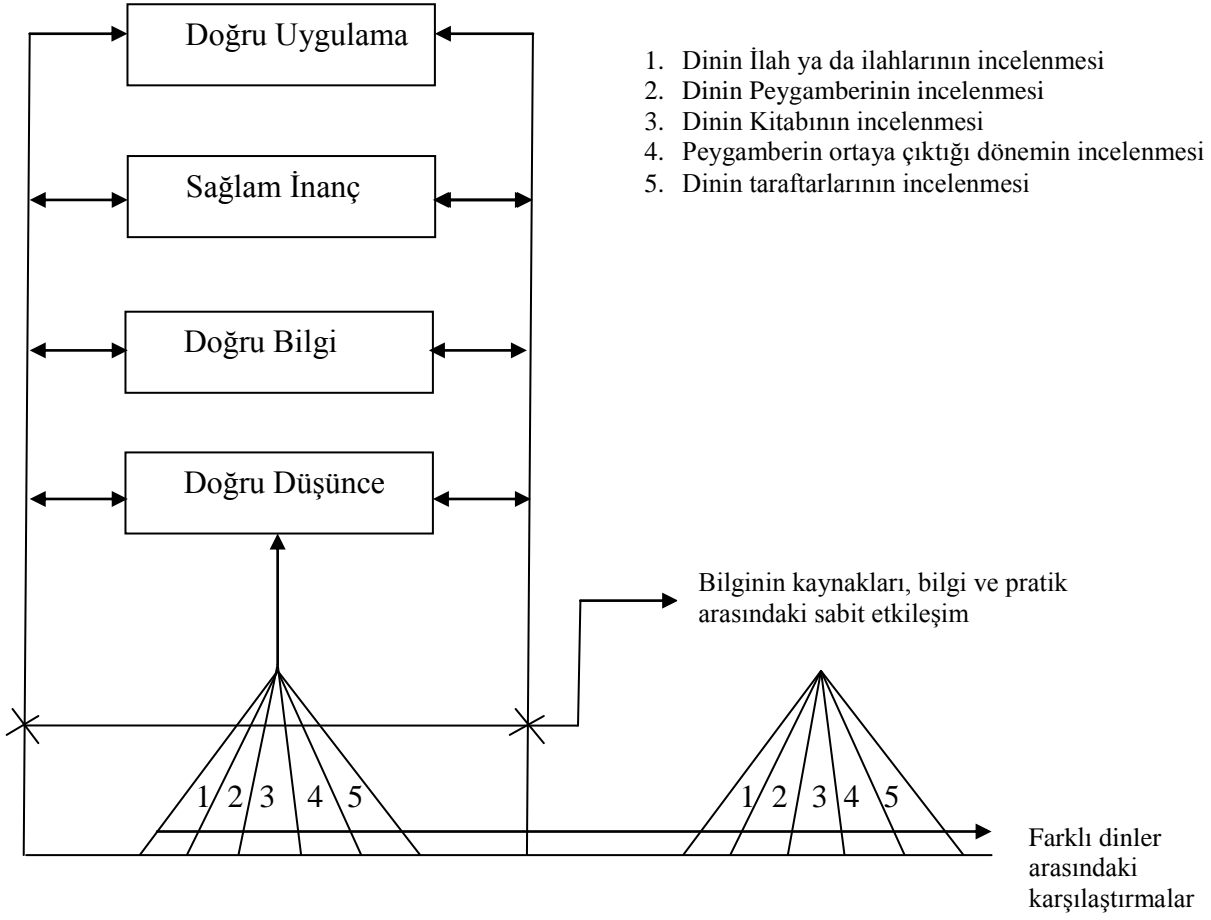 Doğru Uygulama
1. Dinin İlah ya da ilahlarının incelenmesi
2. Dinin Peygamberinin incelenmesi
3. Dinin Kitabının incelenmesi
4. Peygamberin ortaya çıktığı dönemin incelenmesi
5. Dinin taraftarlarının incelenmesi
Sağlam İnanç
Doğru Bilgi
Doğru Düşünce
Bilginin kaynakları, bilgi ve pratik
arasındaki sabit etkileşim
1 2 3 4 5
1 2 3 4 5
Farklı dinler
arasındaki
karşılaştırmalar